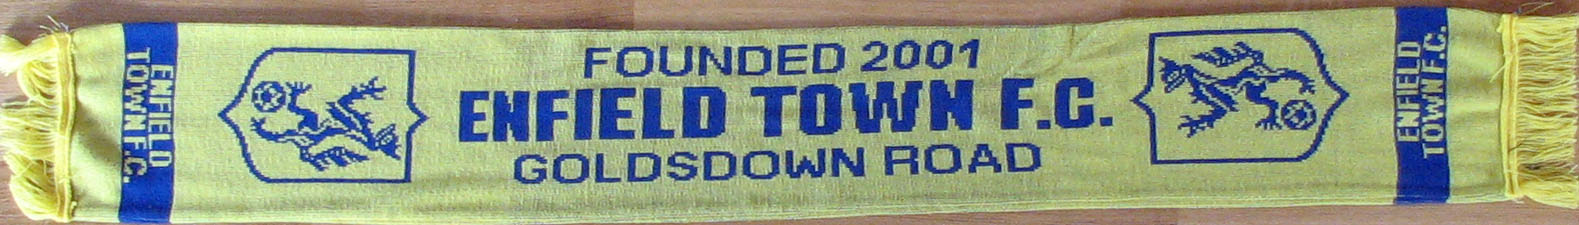 ENFIELD
TOWN F.C.
FOUNDED 2001
ENFIELD TOWN F.C.
GOLDSDOWN ROAD
ENFIELD
TOWN F.C.